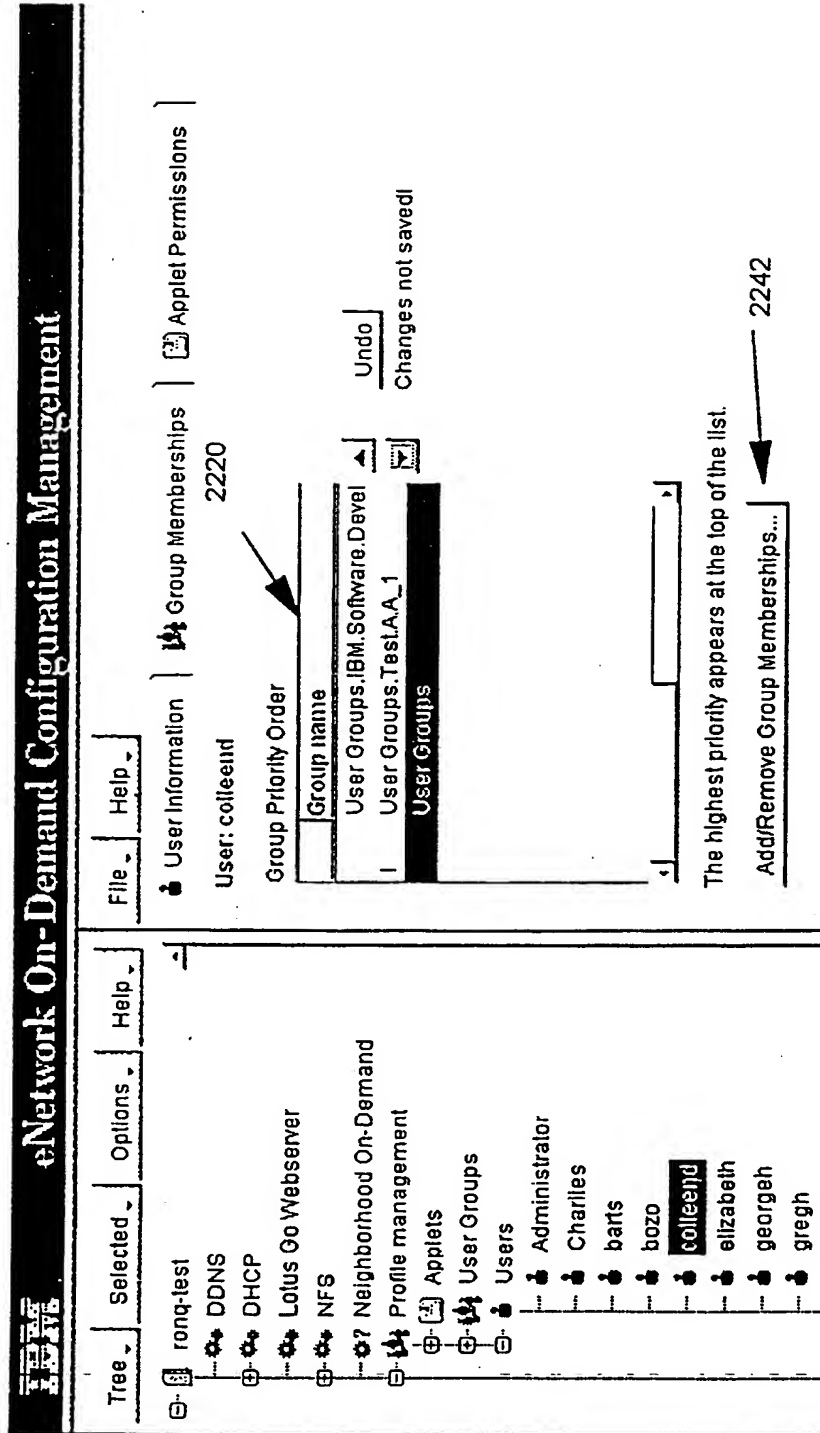 IBM eNetwork On-Demand Configuration Management
Tree Selected Options Help
ronq-test
DDNS
DHCP
Lotus Go Webserver
NFS
Neighborhood On-Demand
Profile management
Applets
User Groups
Users
Administrator
Charlies
barts
bozo
colleend
elizabeth
georgeh
gregh
File Help
User Information Group Memberships Applet Permissions
2220
User: colleend
Group Priority Order
Group name
User Groups.IBM.Software.Devel
User Groups.Test.A.A_1
User Groups
Undo
Changes not saved!
The highest priority appears at the top of the list.
Add/Remove Group Memberships...
2242